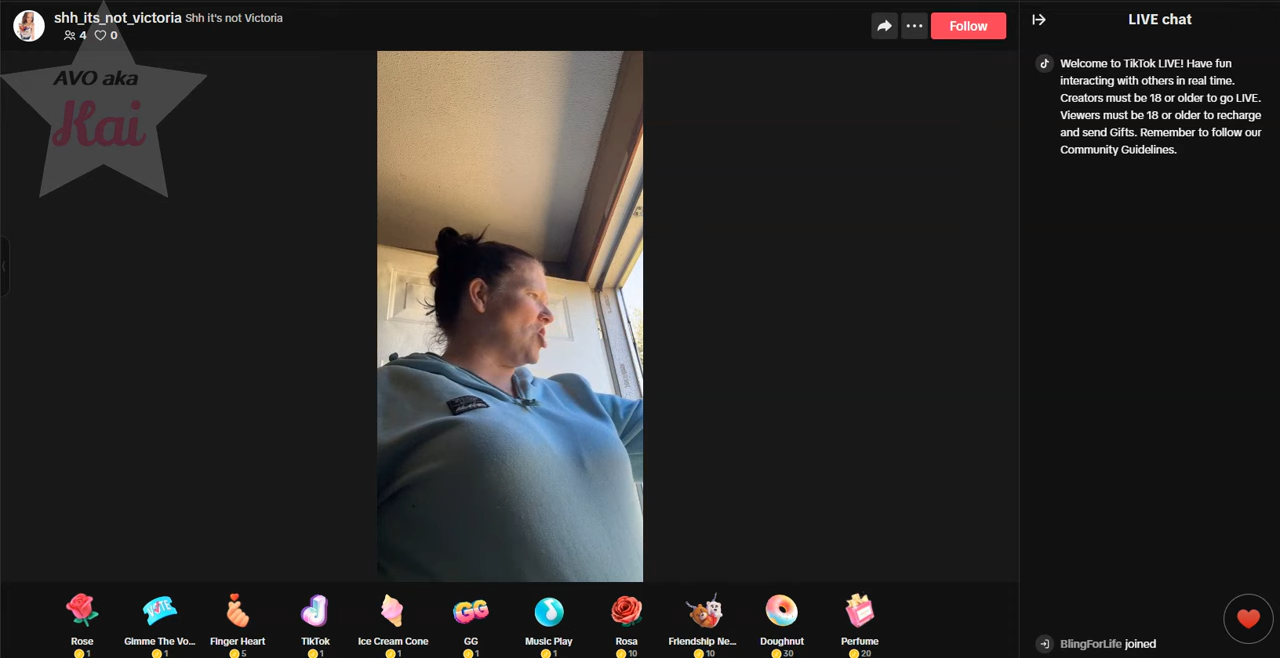 shh_its_not_victoria Shh it's not Victoria
4 0
Follow
LIVE chat
AVO aka
Kai
Welcome to TikTok LIVE! Have fun
interacting with others in real time.
Creators must be 18 or older to go LIVE.
Viewers must be 18 or older to recharge
and send Gifts. Remember to follow our
Community Guidelines.
GG
Rose
Gimme The Vo...
Finger Heart
TikTok
Ice Cream Cone
GG
Music Play
Rosa
Friendship Ne...
Doughnut
Perfume
1
1
5
1
1
1
1
10
10
30
20
BlingForLife joined